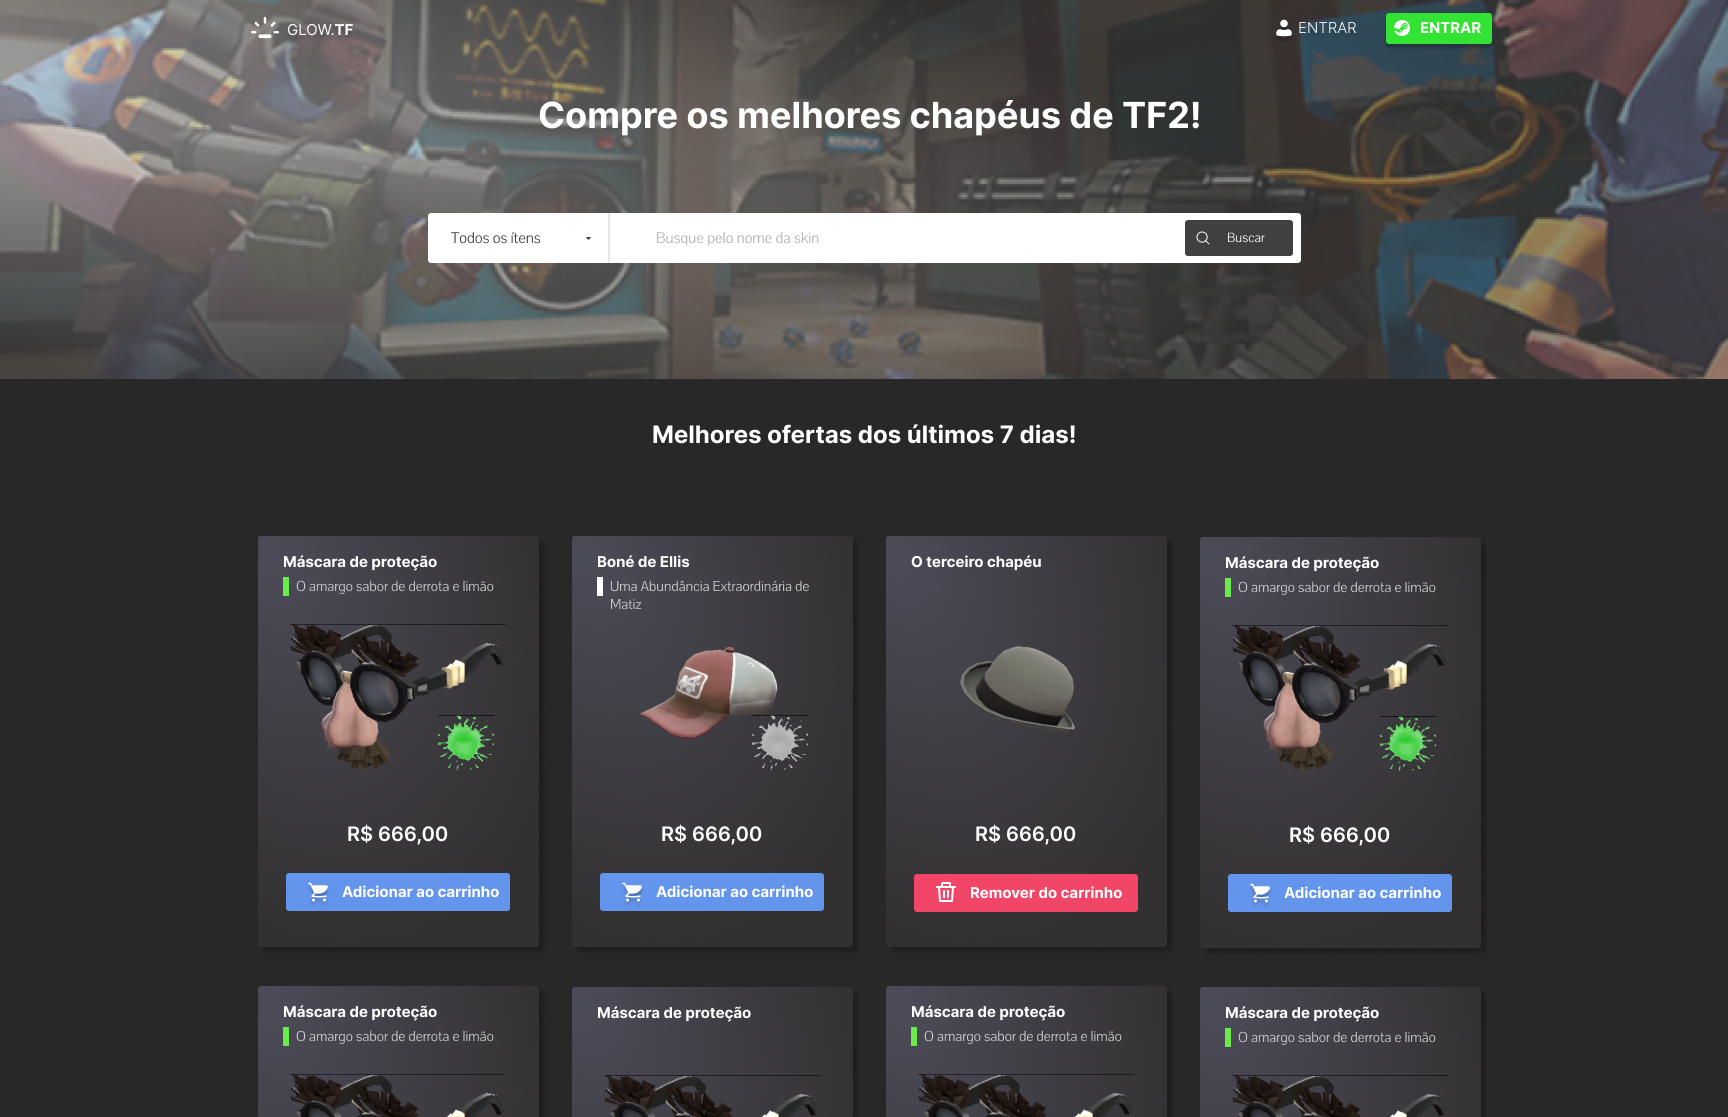 GLOW.TF
ENTRAR
ENTRAR
Compre os melhores chapéus de TF2!
Todos os ítens
Busque pelo nome da skin
Buscar
Melhores ofertas dos últimos 7 dias!
Máscara de proteção
O amargo sabor de derrota e limão
R$ 666,00
Adicionar ao carrinho
Boné de Ellis
Uma Abundância Extraordinária de
Matiz
R$ 666,00
Adicionar ao carrinho
O terceiro chapéu
R$ 666,00
Remover do carrinho
Máscara de proteção
O amargo sabor de derrota e limão
R$ 666,00
Adicionar ao carrinho
Máscara de proteção
O amargo sabor de derrota e limão
Máscara de proteção
Máscara de proteção
O amargo sabor de derrota e limão
Máscara de proteção
O amargo sabor de derrota e limão